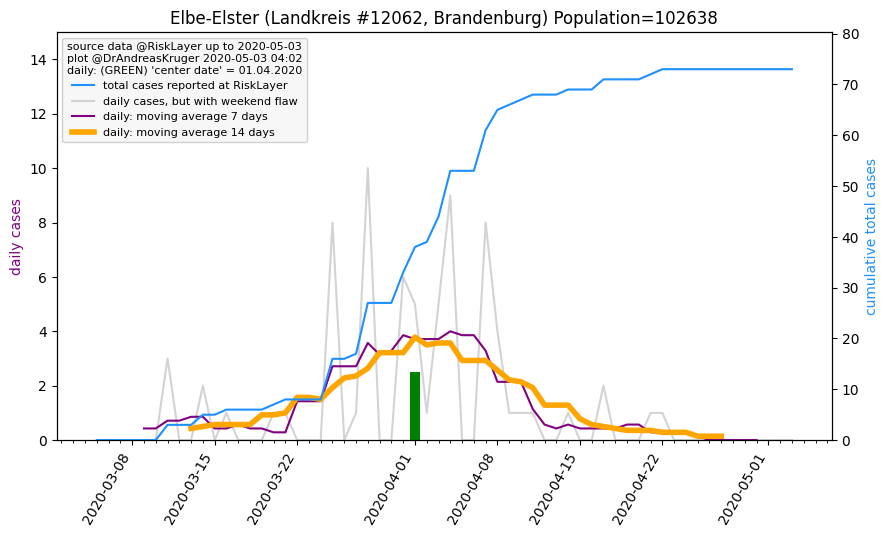 Elbe-Elster (Landkreis #12062, Brandenburg) Population=102638
source data @RiskLayer up to 2020-05-03
plot @DrAndreasKruger 2020-05-03 04:02
daily: (GREEN) 'center date' = 01.04.2020
total cases reported at RiskLayer
daily cases, but with weekend flaw
daily: moving average 7 days
daily: moving average 14 days
daily cases
14
12
10
8
6
4
2
0
cumulative total cases
80
70
60
50
40
30
20
10
0
2020-03-08
2020-03-15
2020-03-22
2020-04-01
2020-04-08
2020-04-15
2020-04-22
2020-05-01